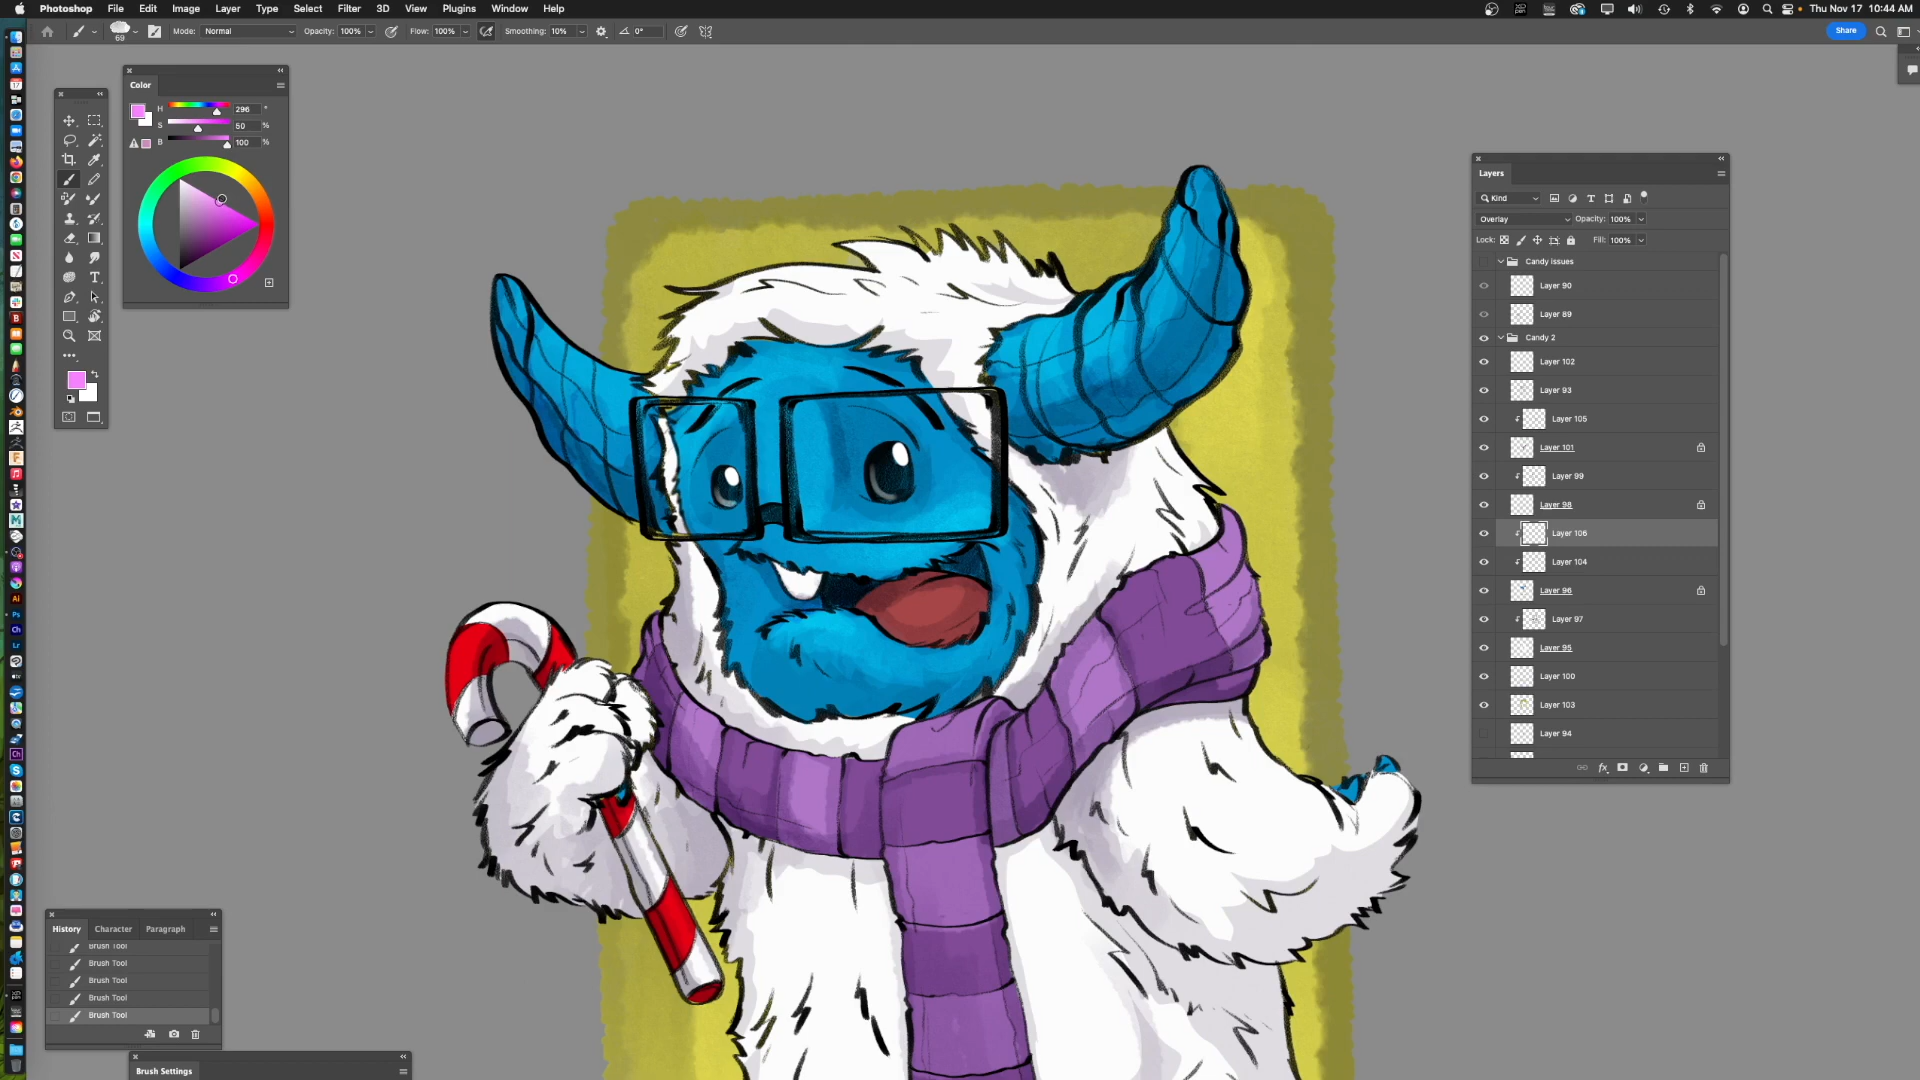 Photoshop File Edit Image Layer Type Select Filter 3D View Plugins Window Help Thu Nov 17 10:44 AM
69 Mode: Normal Opacity: 100% Flow: 100% Smoothing: 10% 0° Share
Color
H 296 °
S 50 %
B 100 %
Layers
Kind
Overlay Opacity: 100%
Lock: Fill: 100%
Candy issues
Layer 90
Layer 89
Candy 2
Layer 102
Layer 93
Layer 105
Layer 101
Layer 99
Layer 98
Layer 106
Layer 104
Layer 96
Layer 97
Layer 95
Layer 100
Layer 103
Layer 94
fx
History Character Paragraph
Brush Tool
Brush Tool
Brush Tool
Brush Tool
Brush Tool
Brush Settings